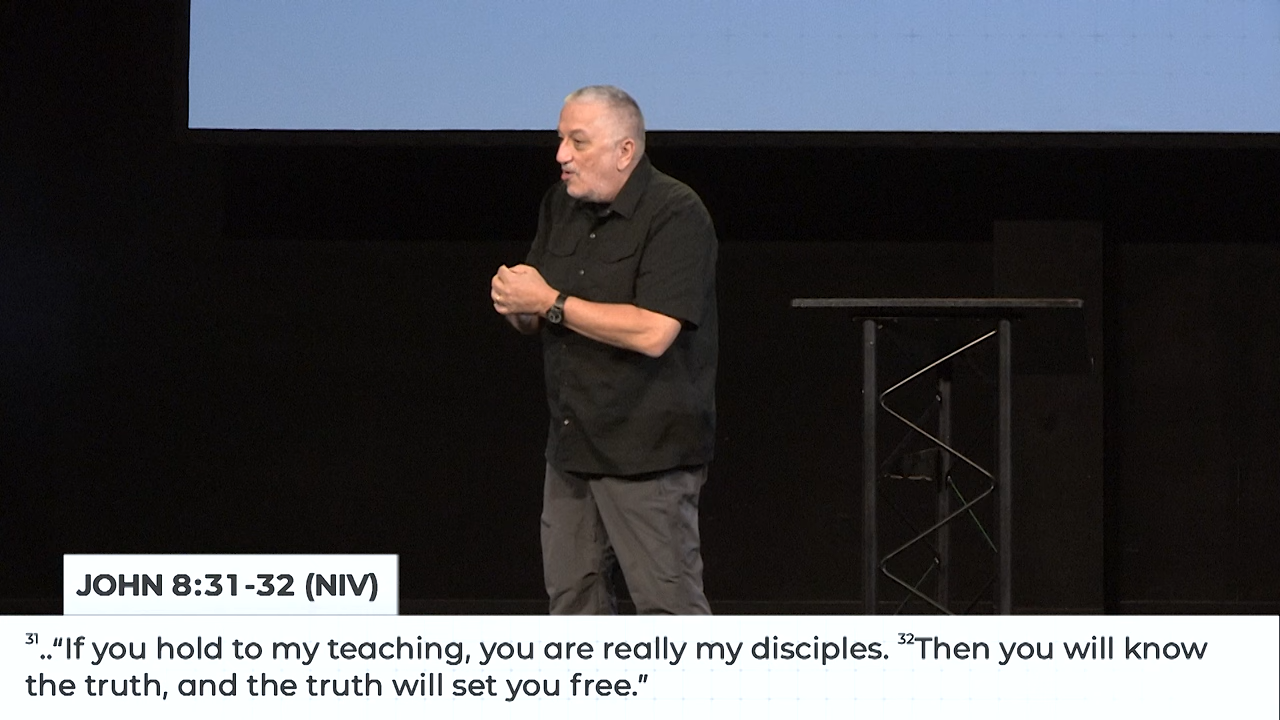 JOHN 8:31-32 (NIV)
31.."If you hold to my teaching, you are really my disciples. 32Then you will know
the truth, and the truth will set you free."